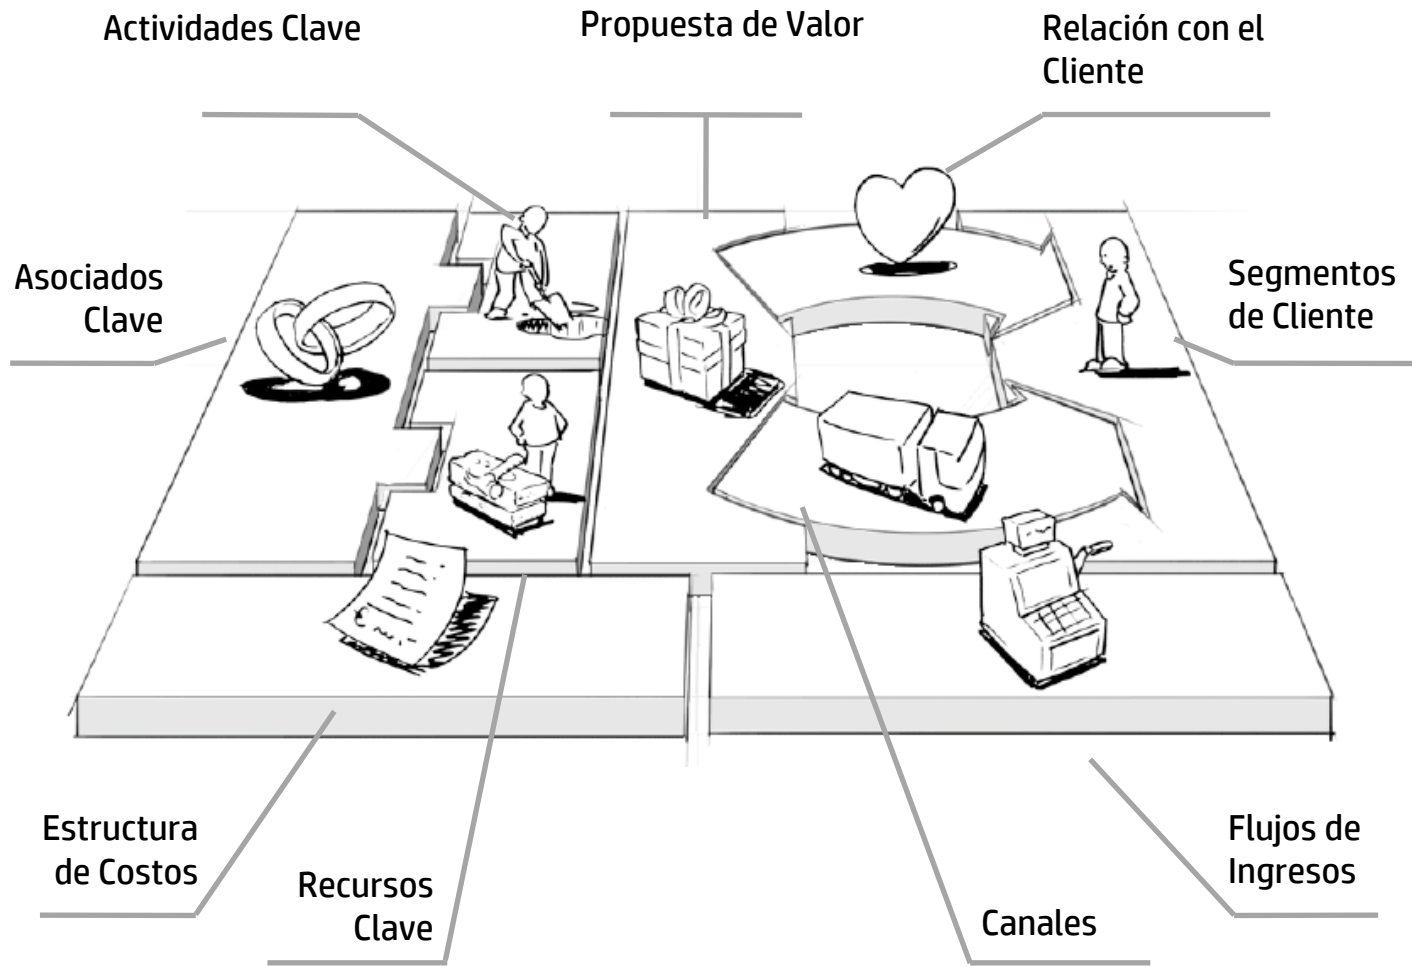 Actividades Clave
Propuesta de Valor
Relación con el
Cliente
Asociados
Clave
Segmentos
de Cliente
Estructura
de Costos
Recursos
Clave
Canales
Flujos de
Ingresos